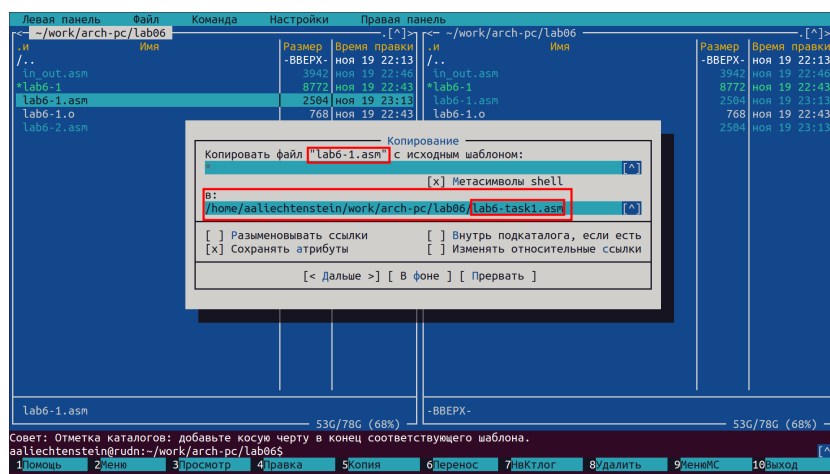 Левая панель Файл Команда Настройки Правая панель
<─ ~/work/arch-pc/lab06 ─.[^]> <─ ~/work/arch-pc/lab06 ─.[^]>
.и Имя Размер Время правки .и Имя Размер Время правки
/.. -ВВЕРХ- ноя 19 22:13 /.. -ВВЕРХ- ноя 19 22:13
in_out.asm 3942 ноя 19 22:46 in_out.asm 3942 ноя 19 22:46
*lab6-1 8772 ноя 19 22:43 *lab6-1 8772 ноя 19 22:43
lab6-1.asm 2504 ноя 19 23:13 lab6-1.asm 2504 ноя 19 23:13
lab6-1.o 768 ноя 19 22:43 lab6-1.o 768 ноя 19 22:43
lab6-2.asm 2504 ноя 19 23:13
Копирование
Копировать файл "lab6-1.asm" с исходным шаблоном:
* [^]
[x] Метасимволы shell
в:
/home/aaliechtenstein/work/arch-pc/lab06/lab6-task1.asm [^]
[ ] Разыменовывать ссылки [ ] Внутрь подкаталога, если есть
[x] Сохранять атрибуты [ ] Изменять относительные ссылки
[< Дальше >] [ В фоне ] [ Прервать ]
lab6-1.asm -ВВЕРХ-
53G/78G (68%) 53G/78G (68%)
Совет: Отметка каталогов: добавьте косую черту в конец соответствующего шаблона.
aaliechtenstein@rudn:~/work/arch-pc/lab06$ [^
1Помощь 2Меню 3Просмотр 4Правка 5Копия 6Перенос 7НвКтлог 8Удалить 9МенюМС 10Выход